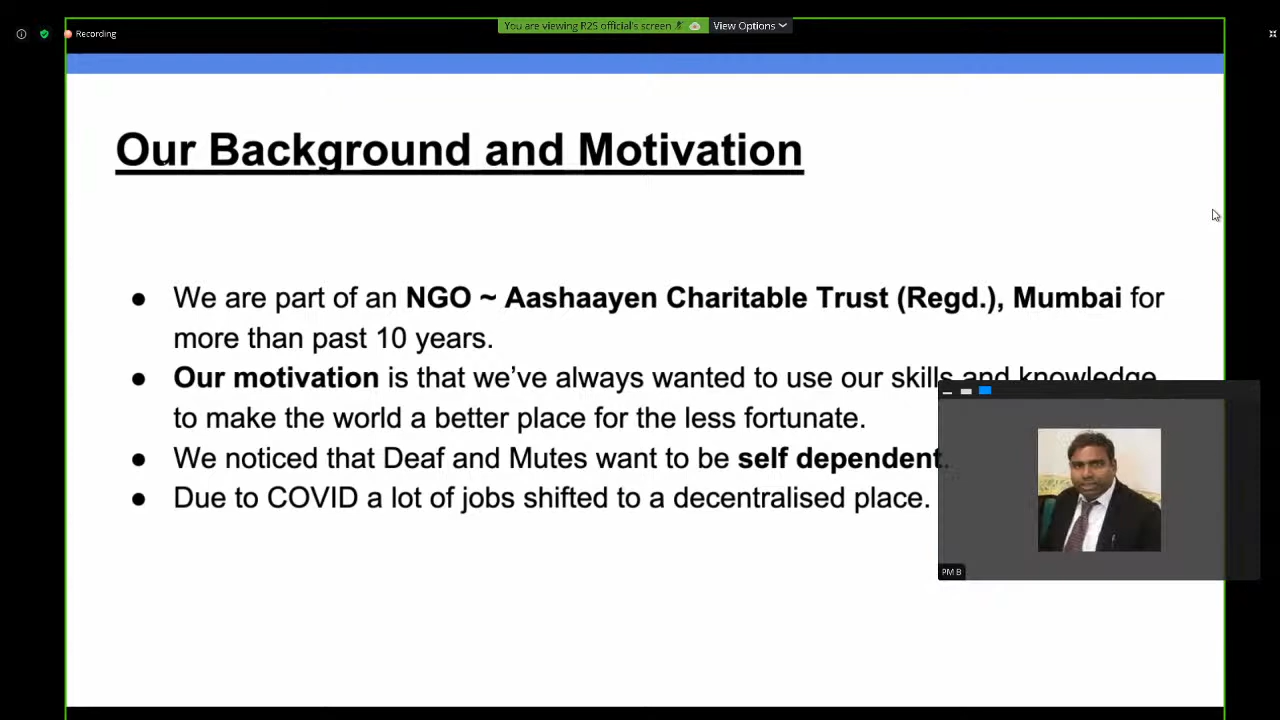 You are viewing R2S official's screen
View Options
Recording
Our Background and Motivation
● We are part of an NGO ~ Aashaayen Charitable Trust (Regd.), Mumbai for
more than past 10 years.
● Our motivation is that we've always wanted to use our skills and knowledge
to make the world a better place for the less fortunate.
● We noticed that Deaf and Mutes want to be self dependent.
● Due to COVID a lot of jobs shifted to a decentralised place.
PM B